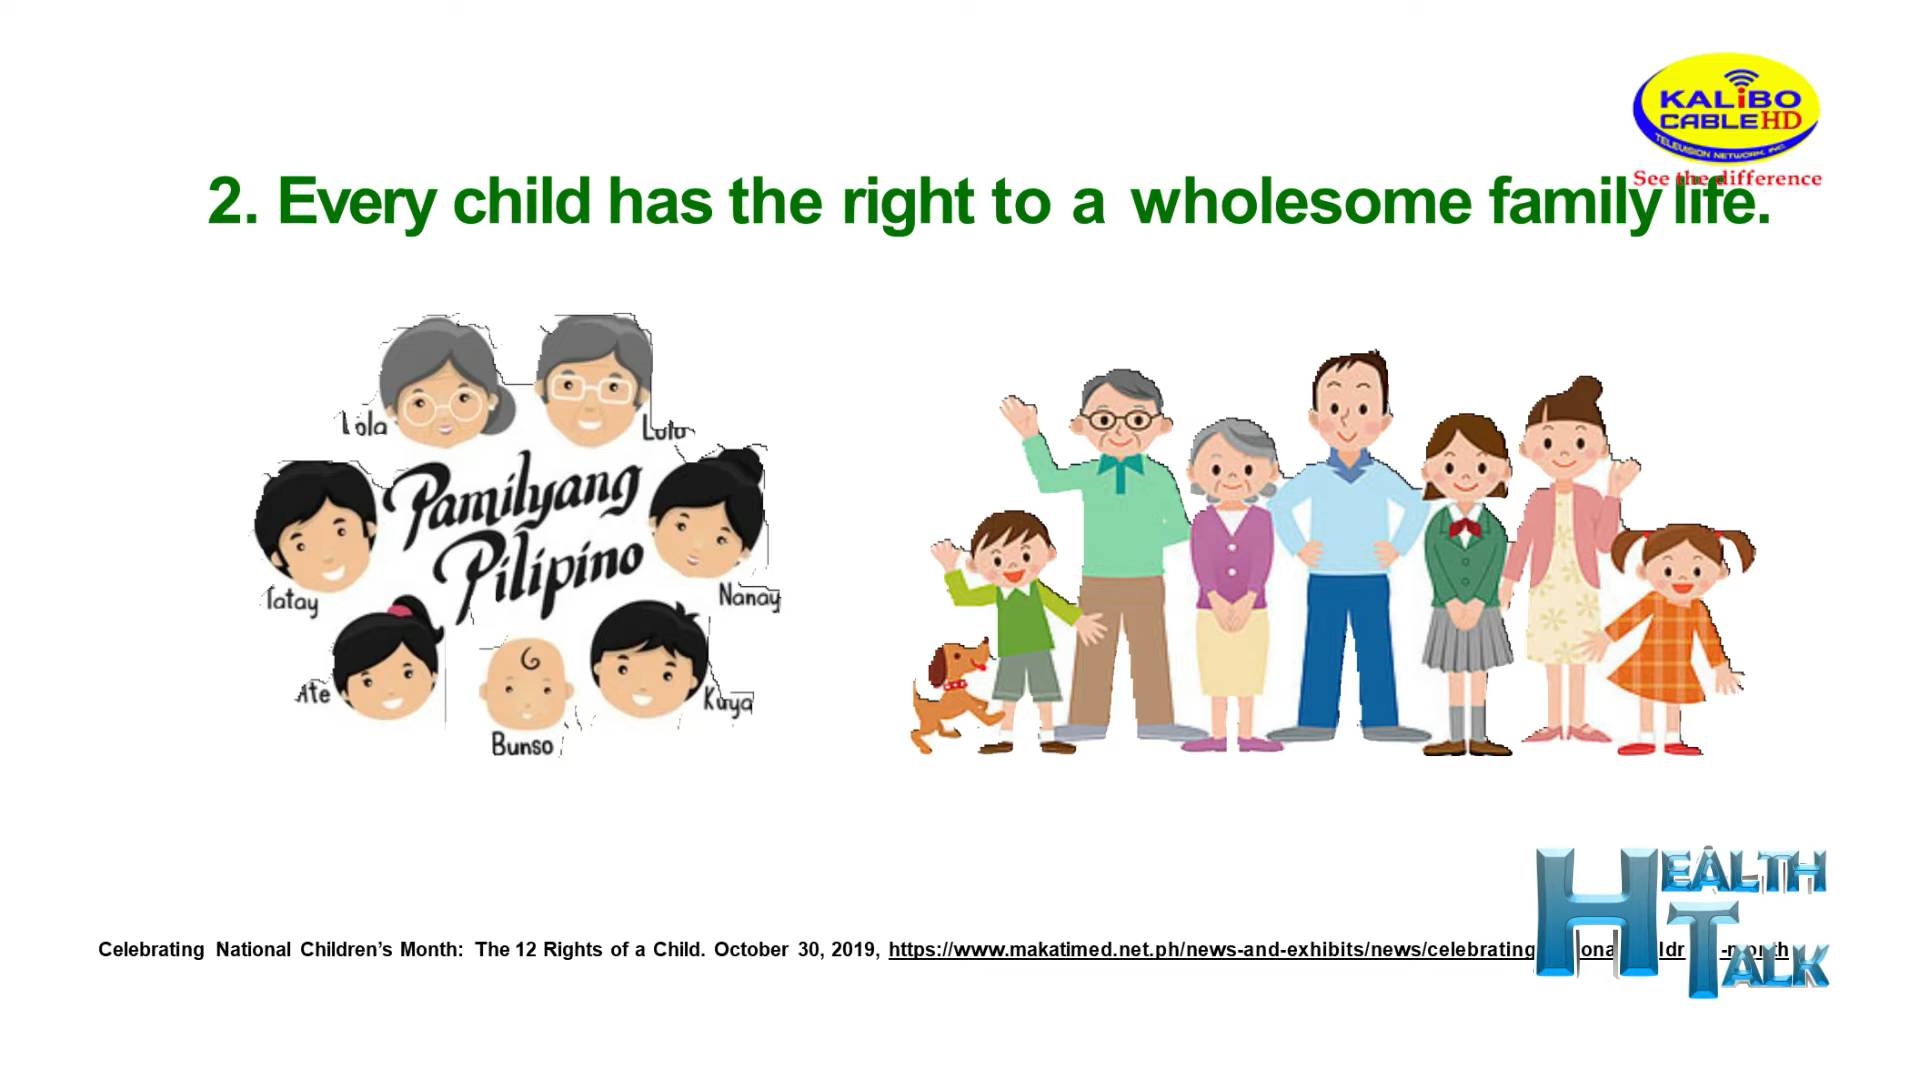 KALiBO
CABLEHD
TELEVISION NETWORK, INC.
See the difference
2. Every child has the right to a wholesome family life.
Lola
Lolo
Pamilyang
Pilipino
Tatay
Nanay
Ate
Kuya
Bunso
HEALTH
TALK
Celebrating National Children's Month: The 12 Rights of a Child. October 30, 2019, https://www.makatimed.net.ph/news-and-exhibits/news/celebrating